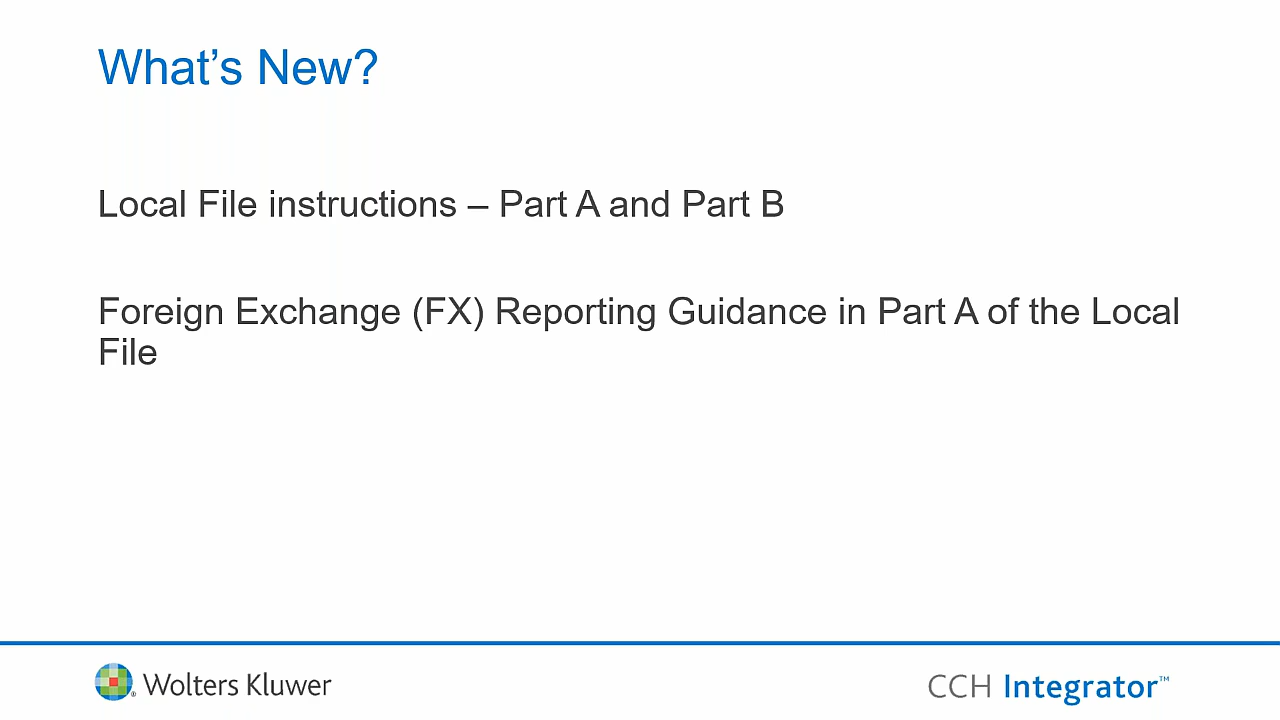 What's New?
Local File instructions – Part A and Part B
Foreign Exchange (FX) Reporting Guidance in Part A of the Local
File
Wolters Kluwer
CCH Integrator™